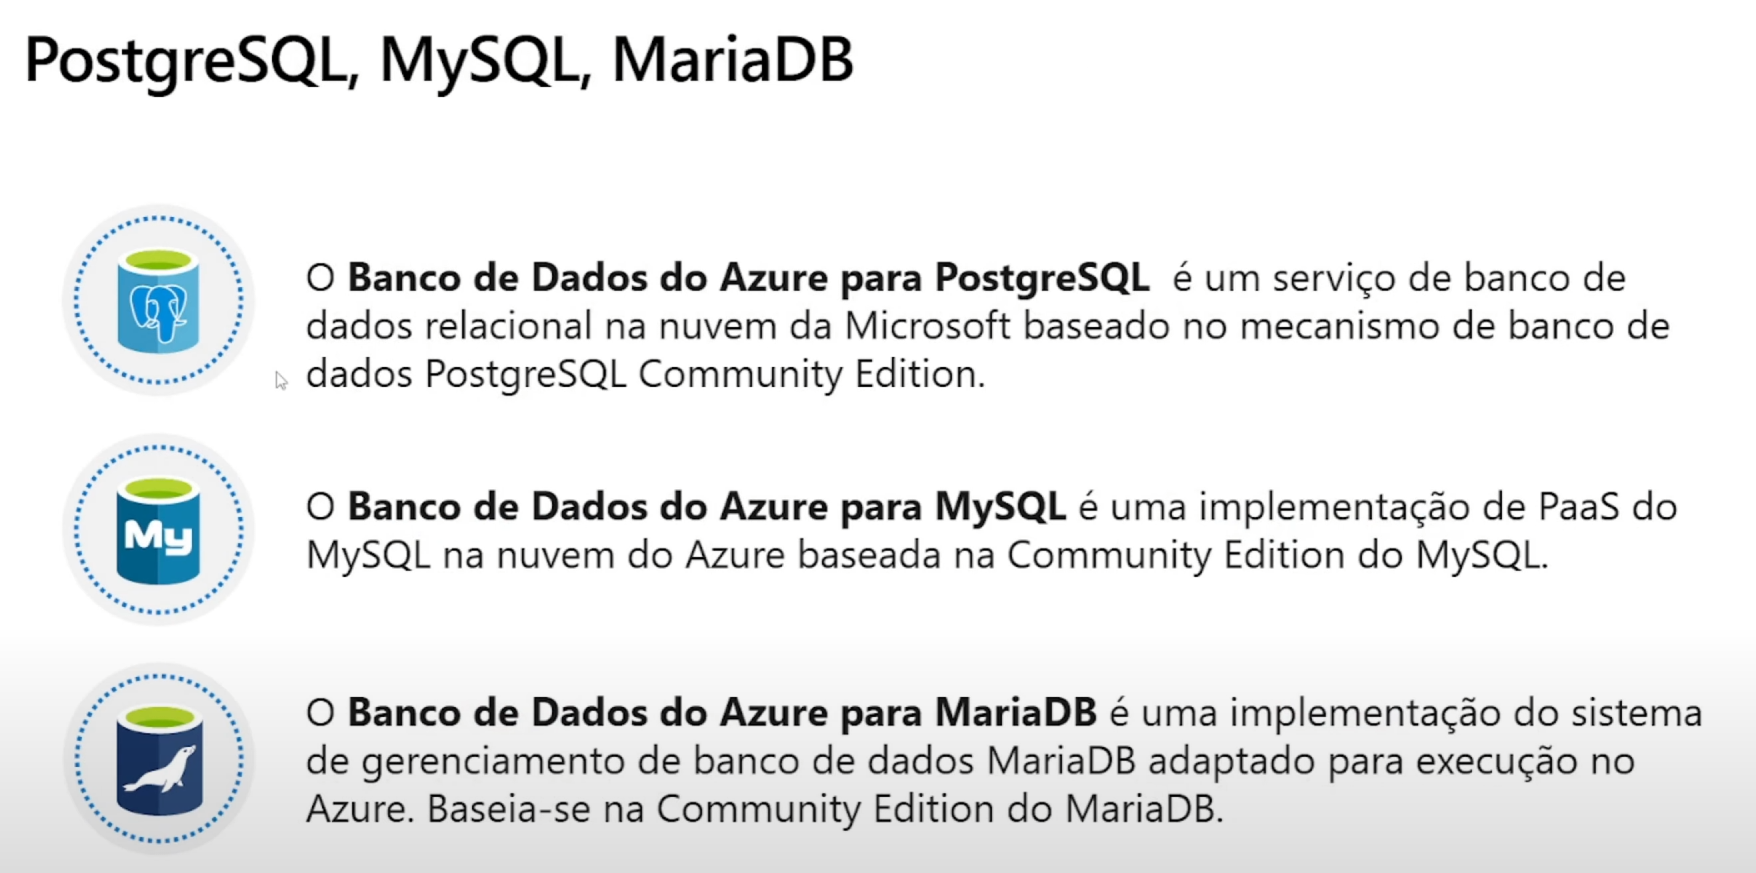 PostgreSQL, MySQL, MariaDB
O Banco de Dados do Azure para PostgreSQL é um serviço de banco de
dados relacional na nuvem da Microsoft baseado no mecanismo de banco de
dados PostgreSQL Community Edition.
My
O Banco de Dados do Azure para MySQL é uma implementação de PaaS do
MySQL na nuvem do Azure baseada na Community Edition do MySQL.
O Banco de Dados do Azure para MariaDB é uma implementação do sistema
de gerenciamento de banco de dados MariaDB adaptado para execução no
Azure. Baseia-se na Community Edition do MariaDB.